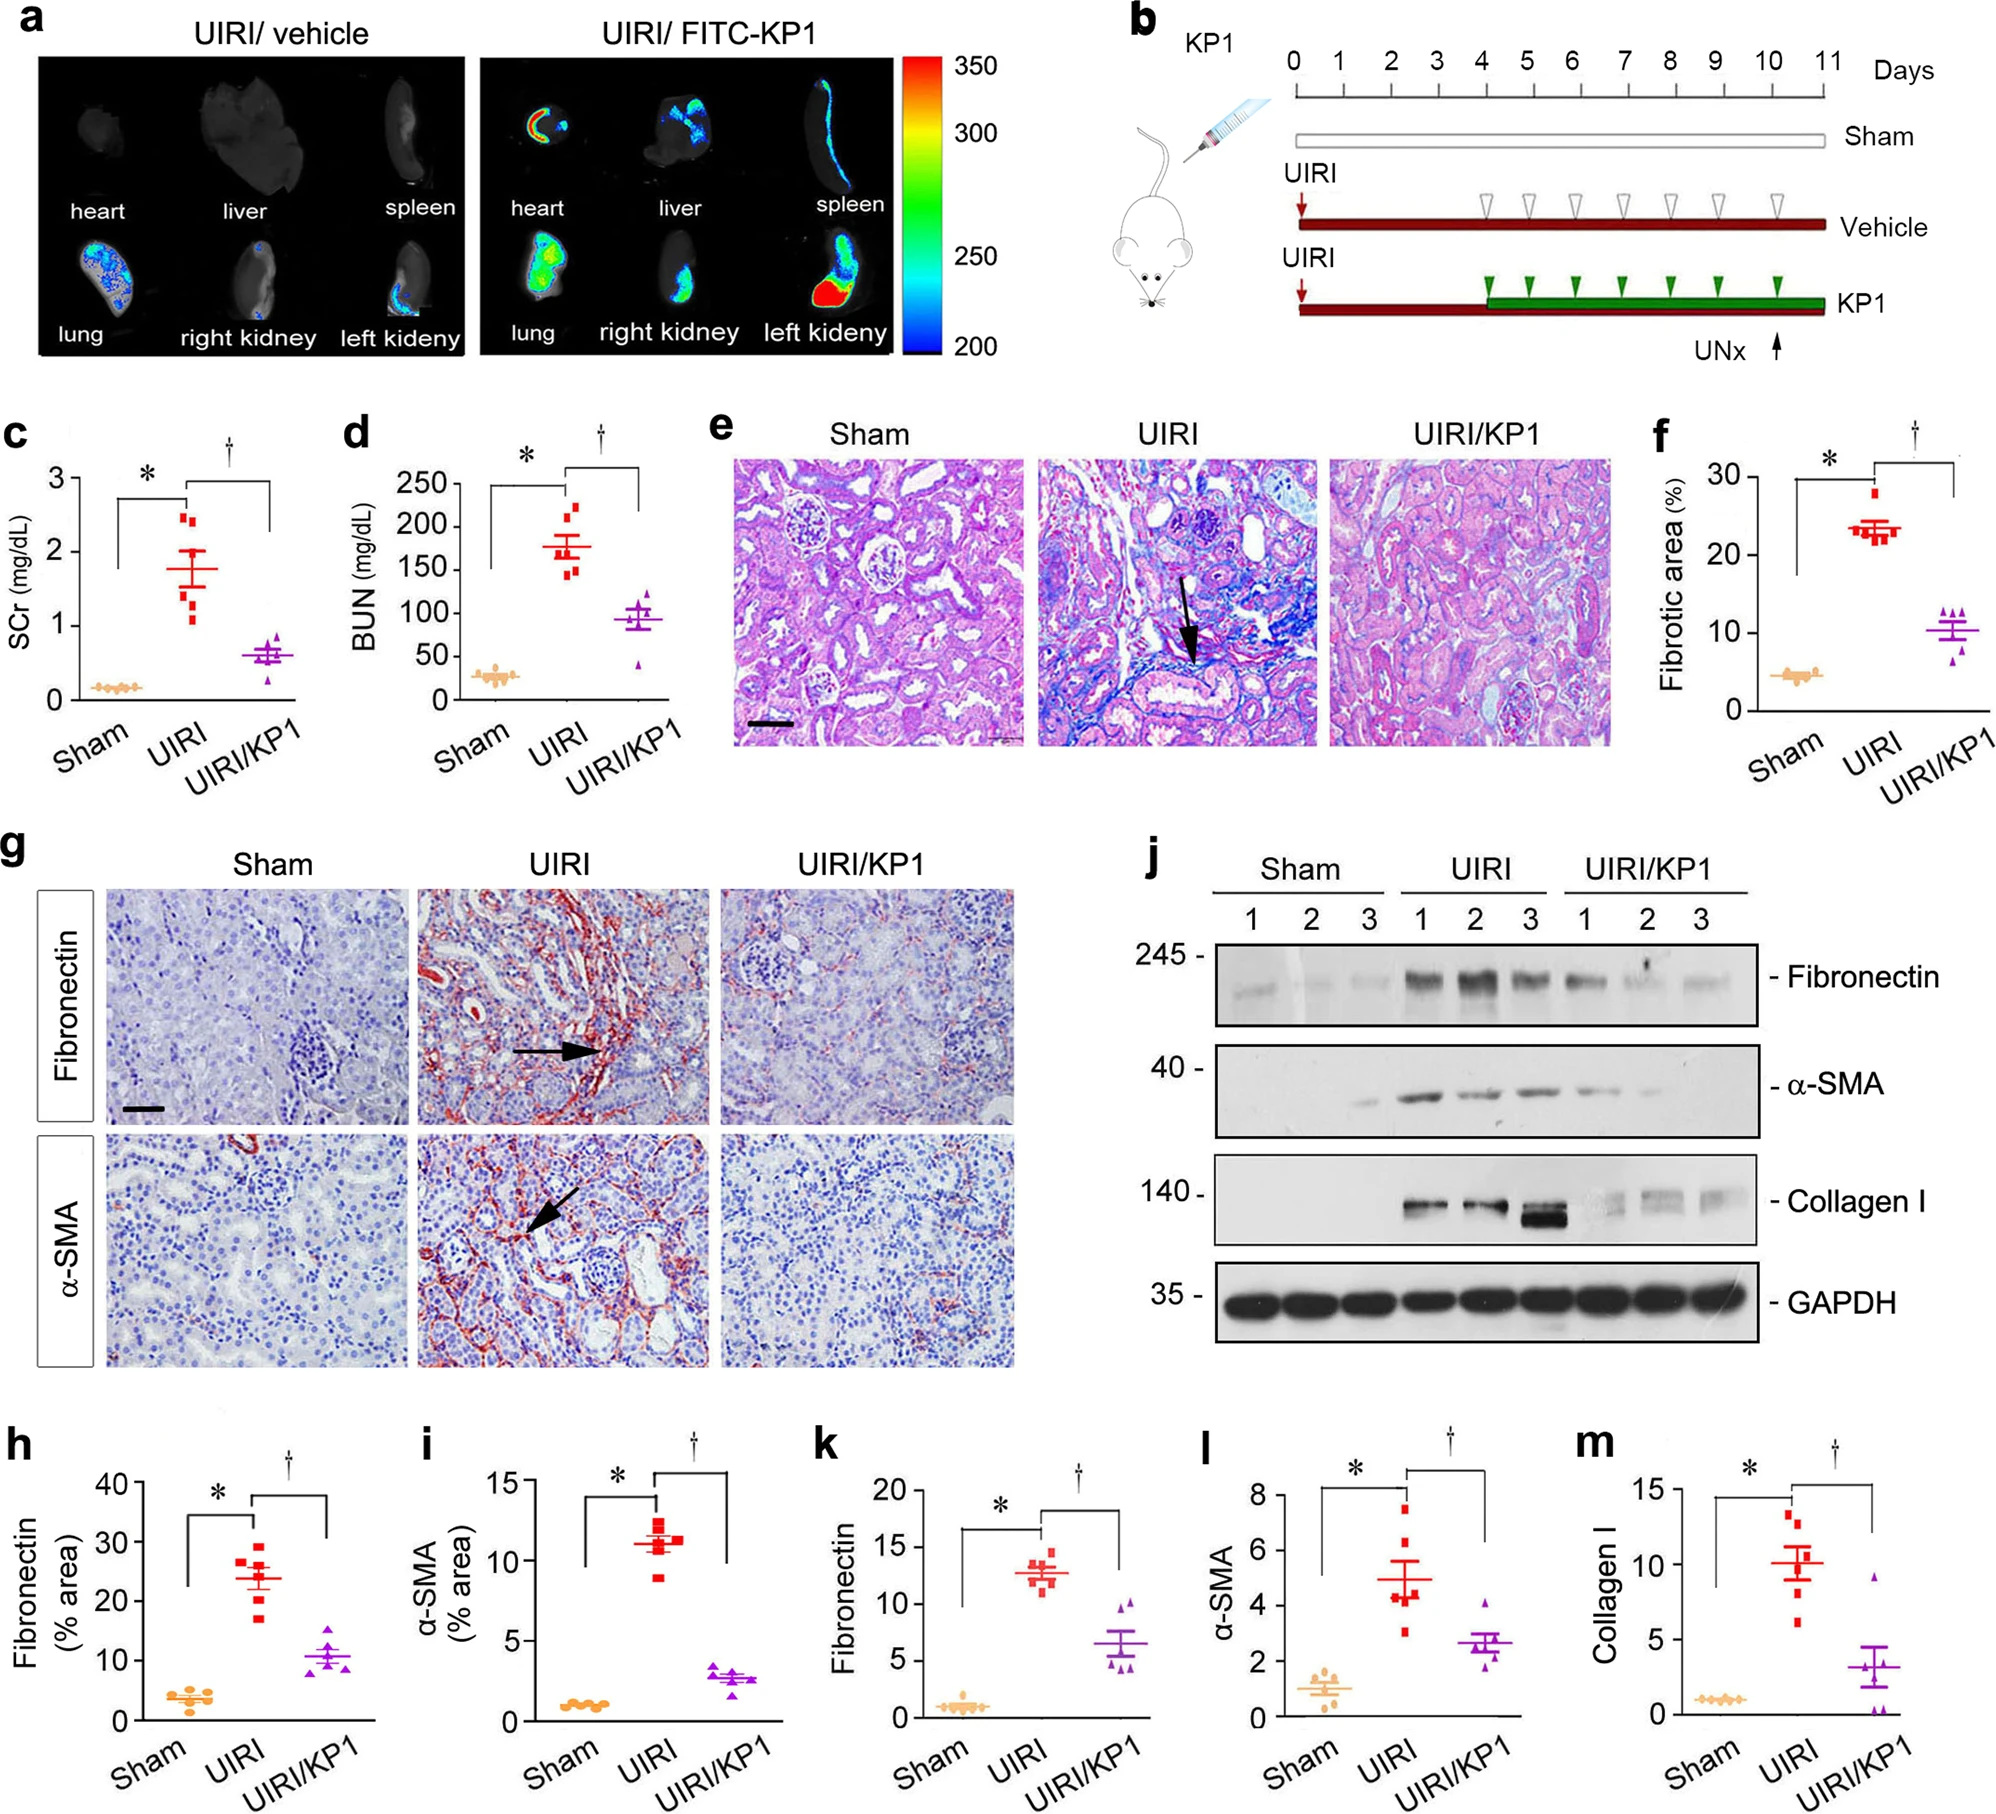 a
UIRI/ vehicle
UIRI/ FITC-KP1
heart
liver
spleen
lung
right kidney
left kideny
heart
liver
spleen
lung
right kidney
left kideny
350
300
250
200
b
KP1
0 1 2 3 4 5 6 7 8 9 10 11
Days
Sham
UIRI
Vehicle
UIRI
KP1
UNx
c
*
†
SCr (mg/dL)
3
2
1
0
Sham
UIRI
UIRI/KP1
d
*
†
BUN (mg/dL)
250
200
150
100
50
0
Sham
UIRI
UIRI/KP1
e
Sham
UIRI
UIRI/KP1
f
*
†
Fibrotic area (%)
30
20
10
0
Sham
UIRI
UIRI/KP1
g
Sham
UIRI
UIRI/KP1
Fibronectin
α-SMA
j
Sham
UIRI
UIRI/KP1
1 2 3 1 2 3 1 2 3
245 -
- Fibronectin
40 -
- α-SMA
140 -
- Collagen I
35 -
- GAPDH
h
*
†
Fibronectin
(% area)
40
30
20
10
0
Sham
UIRI
UIRI/KP1
i
*
†
α-SMA
(% area)
15
10
5
0
Sham
UIRI
UIRI/KP1
k
*
†
Fibronectin
20
15
10
5
0
Sham
UIRI
UIRI/KP1
l
*
†
α-SMA
8
6
4
2
0
Sham
UIRI
UIRI/KP1
m
*
†
Collagen I
15
10
5
0
Sham
UIRI
UIRI/KP1